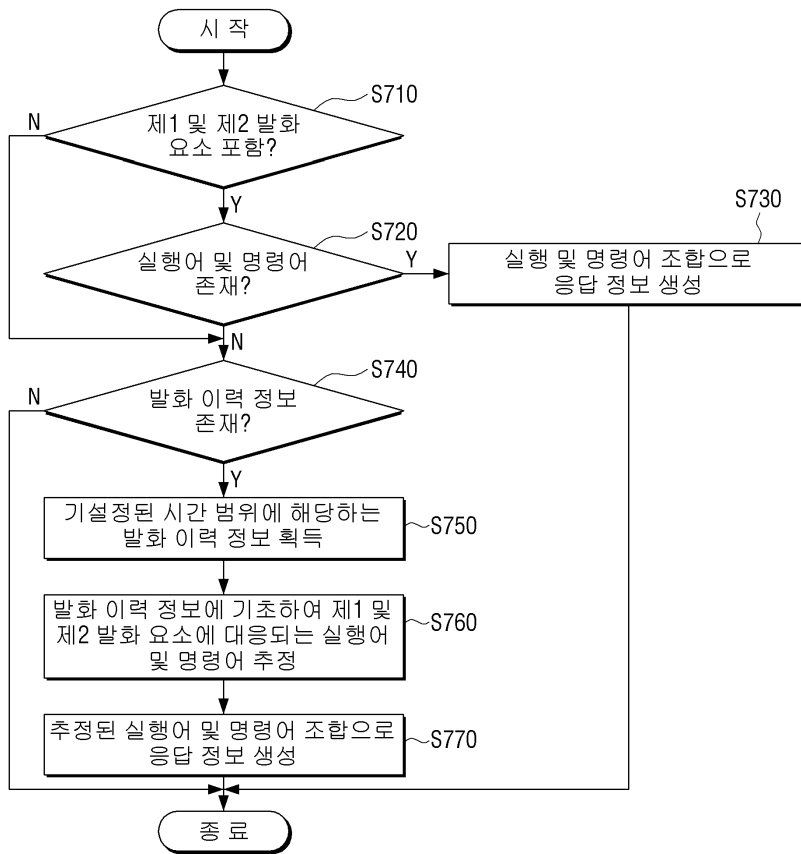 시 작
S710
N
제1 및 제2 발화
요소 포함?
Y
S730
S720
실행어 및 명령어
존재?
Y
실행 및 명령어 조합으로
응답 정보 생성
N
S740
N
발화 이력 정보
존재?
Y
기설정된 시간 범위에 해당하는
발화 이력 정보 획득
S750
발화 이력 정보에 기초하여 제1 및
제2 발화 요소에 대응되는 실행어
및 명령어 추정
S760
추정된 실행어 및 명령어 조합으로
응답 정보 생성
S770
종 료